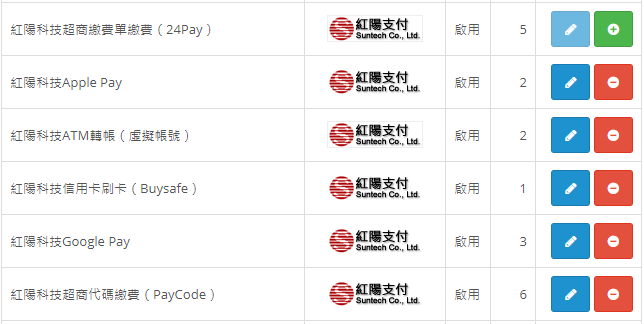 紅陽科技超商繳費單繳費（24Pay）
紅陽支付
Suntech Co., Ltd.
啟用
5
紅陽科技Apple Pay
紅陽支付
Suntech Co., Ltd.
啟用
2
紅陽科技ATM轉帳（虛擬帳號）
紅陽支付
Suntech Co., Ltd.
啟用
2
紅陽科技信用卡刷卡（Buysafe）
紅陽支付
Suntech Co., Ltd.
啟用
1
紅陽科技Google Pay
紅陽支付
Suntech Co., Ltd.
啟用
3
紅陽科技超商代碼繳費（PayCode）
紅陽支付
Suntech Co., Ltd.
啟用
6